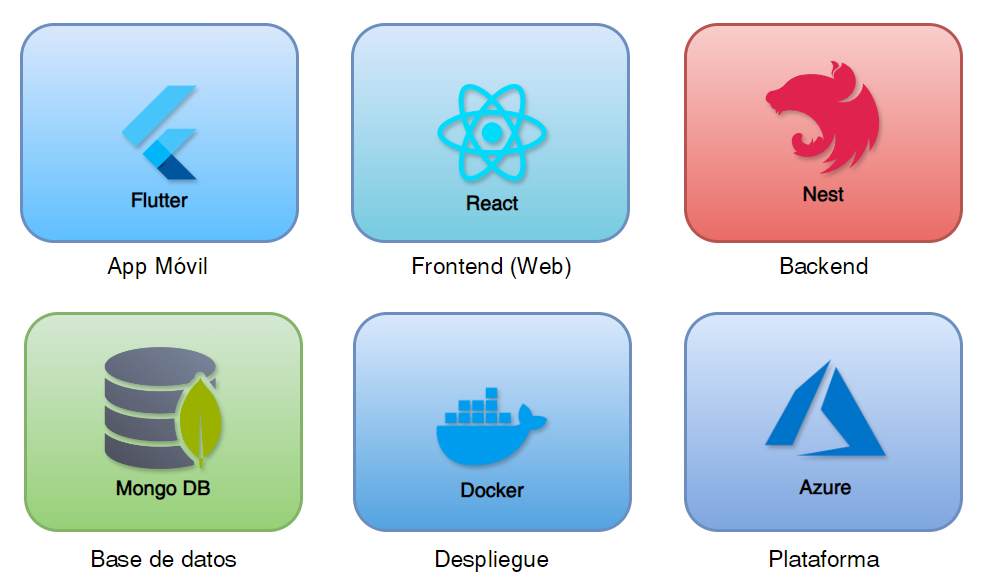 Flutter
React
Nest
App Móvil
Frontend (Web)
Backend
Mongo DB
Docker
Azure
Base de datos
Despliegue
Plataforma